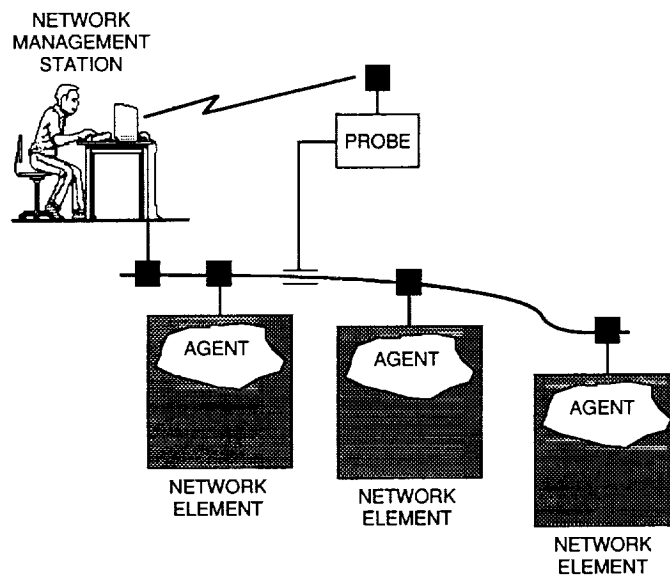 NETWORK
MANAGEMENT
STATION
PROBE
AGENT
NETWORK
ELEMENT
AGENT
NETWORK
ELEMENT
AGENT
NETWORK
ELEMENT